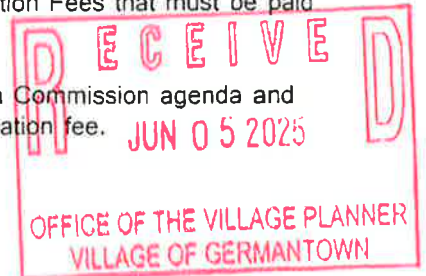 tion Fees that must be paid
RECEIVED
Commission agenda and
ation fee.
JUN 05 2025
OFFICE OF THE VILLAGE PLANNER
VILLAGE OF GERMANTOWN